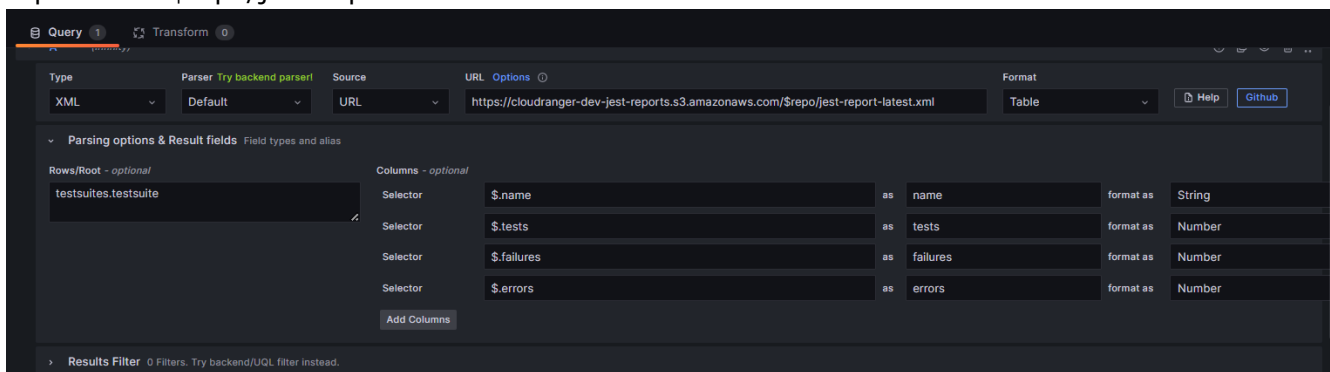 Query 1 Transform 0
Type Parser Try backend parser! Source URL Options Format
XML Default URL https://cloudranger-dev-jest-reports.s3.amazonaws.com/$repo/jest-report-latest.xml Table Help Github
Parsing options & Result fields Field types and alias
Rows/Root - optional Columns - optional
testsuites.testsuite Selector $.name as name format as String
Selector $.tests as tests format as Number
Selector $.failures as failures format as Number
Selector $.errors as errors format as Number
Add Columns
Results Filter 0 Filters. Try backend/UQL filter instead.